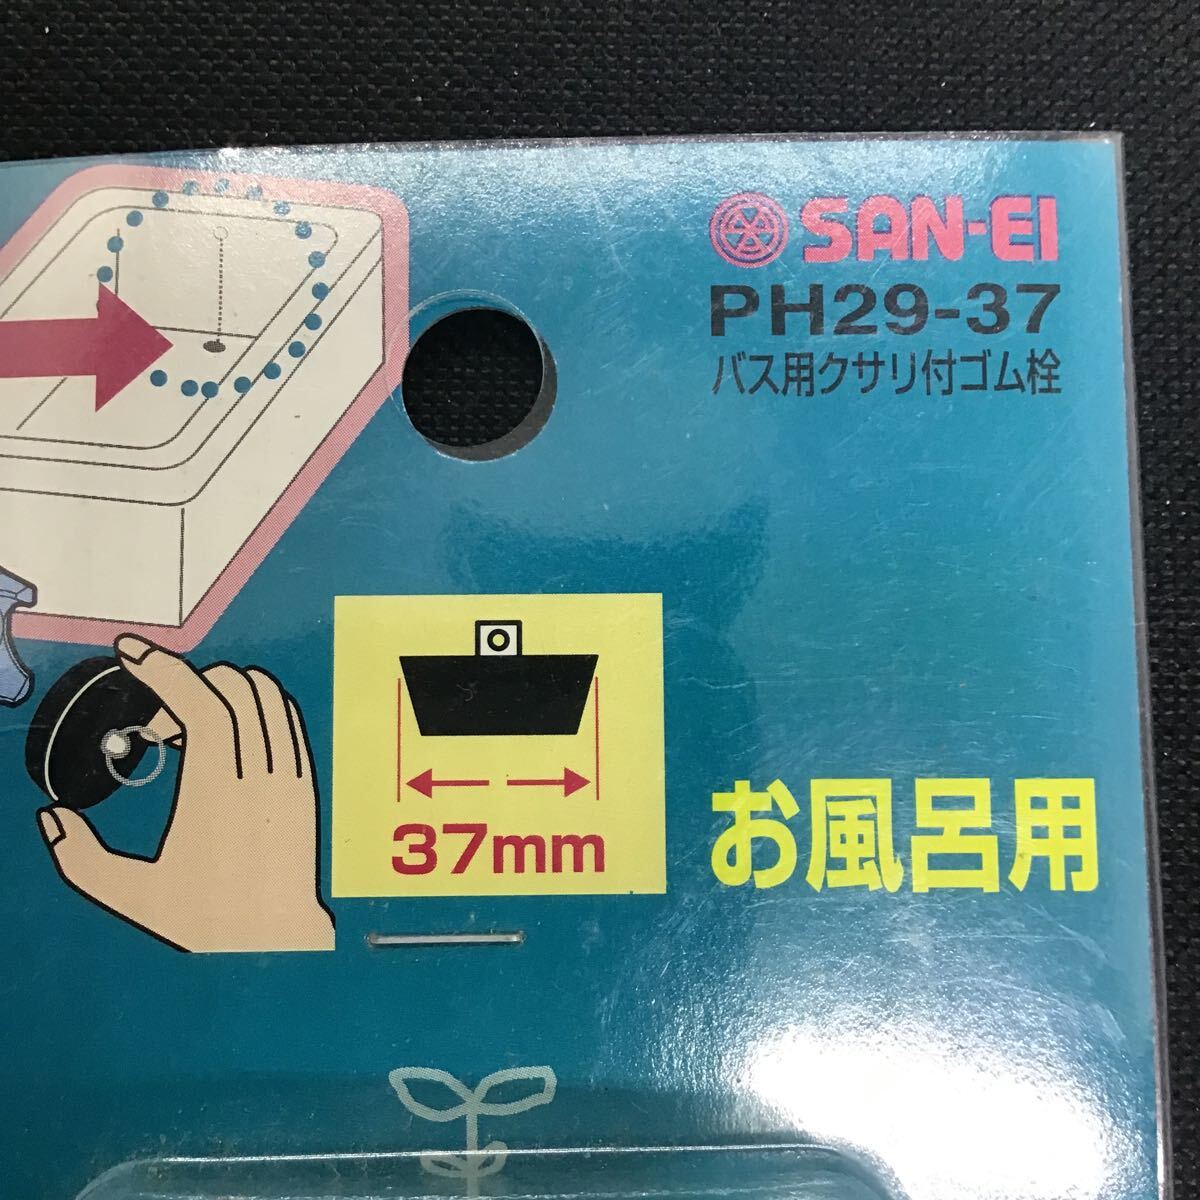 SAN-EI
PH29-37
バス用クサリ付ゴム栓
37mm
お風呂用